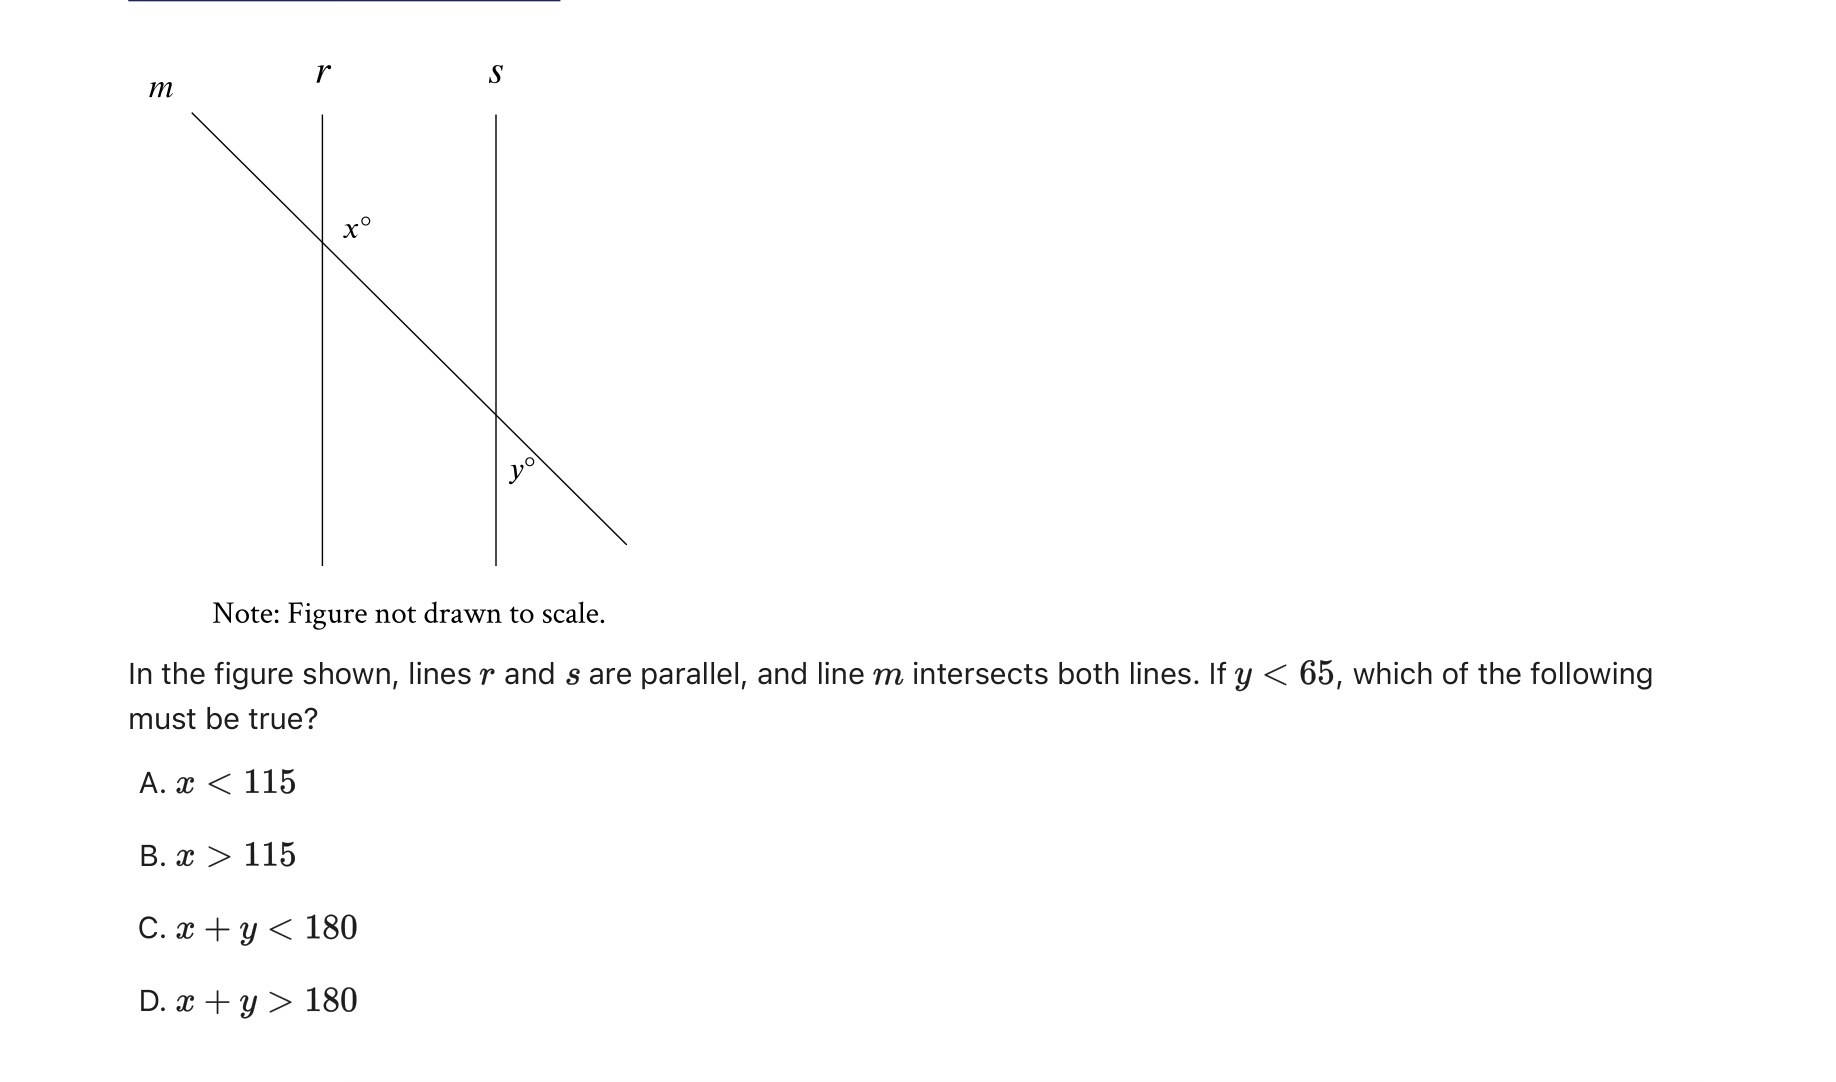 m r s
x°
y°
Note: Figure not drawn to scale.
In the figure shown, lines r and s are parallel, and line m intersects both lines. If y < 65, which of the following
must be true?
A. x < 115
B. x > 115
C. x + y < 180
D. x + y > 180